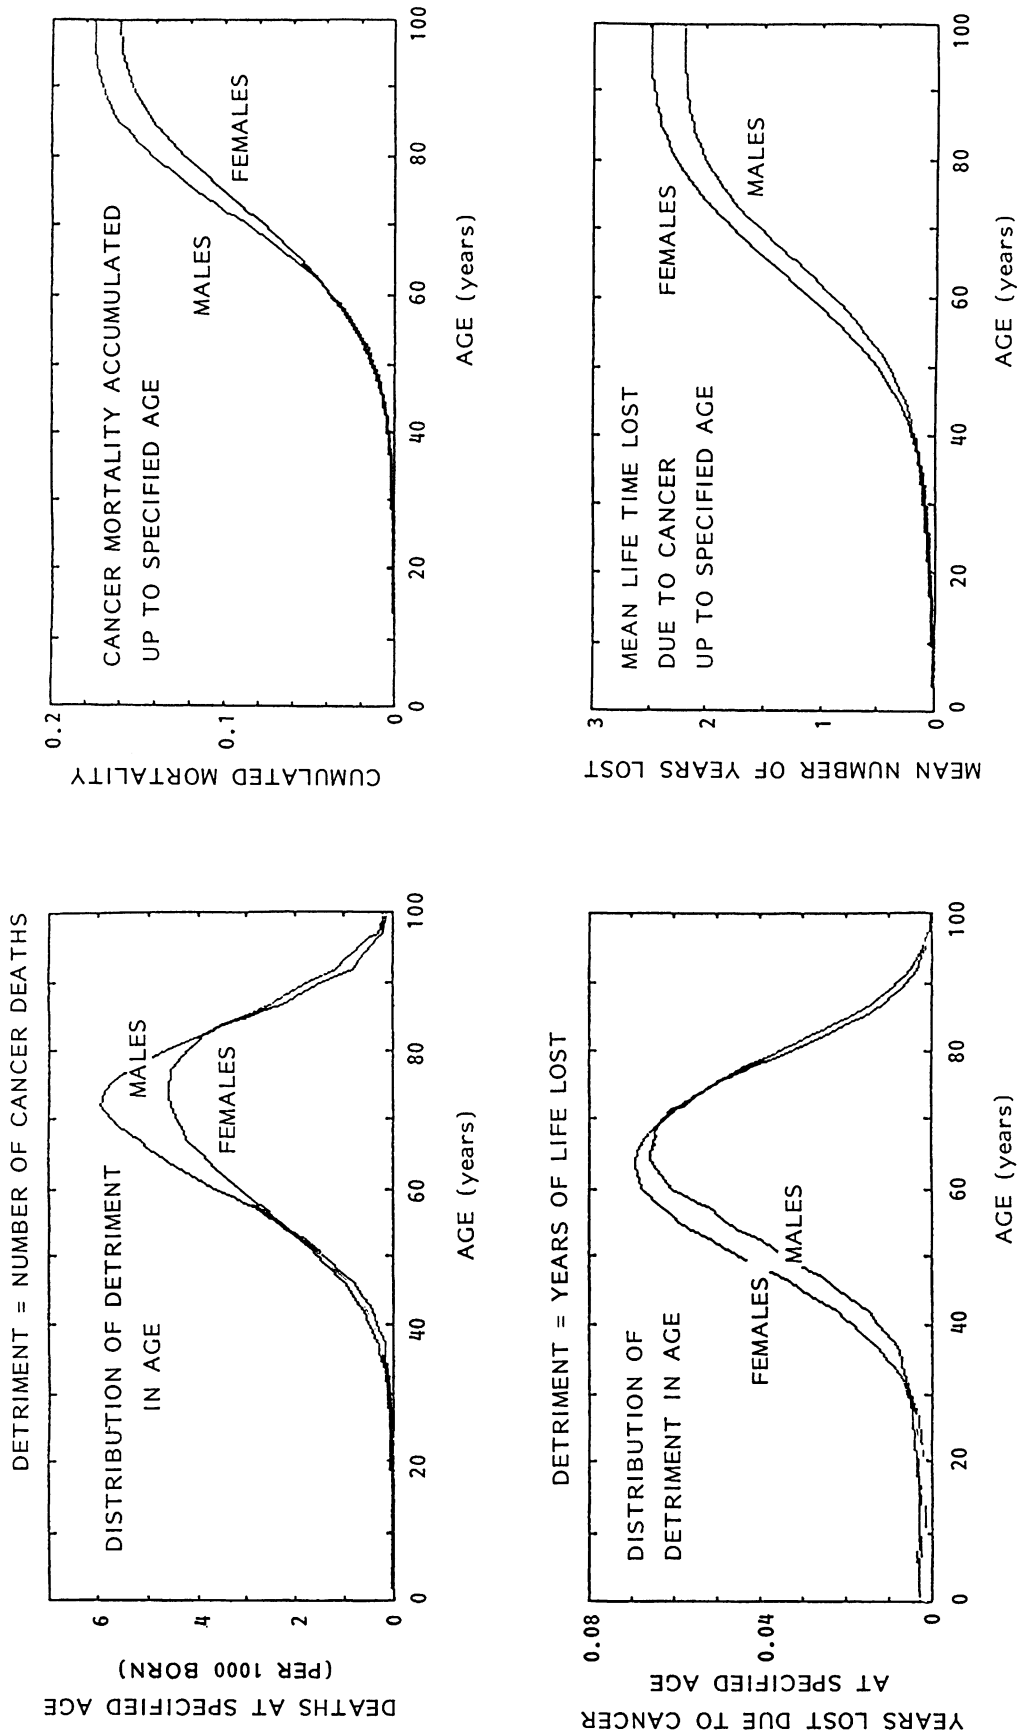 DETRIMENT = NUMBER OF CANCER DEATHS
DISTRIBUTION OF DETRIMENT
IN AGE
MALES
FEMALES
DEATHS AT SPECIFIED AGE
(PER 1000 BORN)
6
4
2
0
0
20
40
60
80
100
AGE (years)
CANCER MORTALITY ACCUMULATED
UP TO SPECIFIED AGE
MALES
FEMALES
CUMULATED MORTALITY
0.2
0.1
0
0
20
40
60
80
100
AGE (years)
DETRIMENT = YEARS OF LIFE LOST
DISTRIBUTION OF
DETRIMENT IN AGE
FEMALES
MALES
YEARS LOST DUE TO CANCER
AT SPECIFIED AGE
0.08
0.04
0
0
20
40
60
80
100
AGE (years)
MEAN LIFE TIME LOST
DUE TO CANCER
UP TO SPECIFIED AGE
FEMALES
MALES
MEAN NUMBER OF YEARS LOST
3
2
1
0
0
20
40
60
80
100
AGE (years)